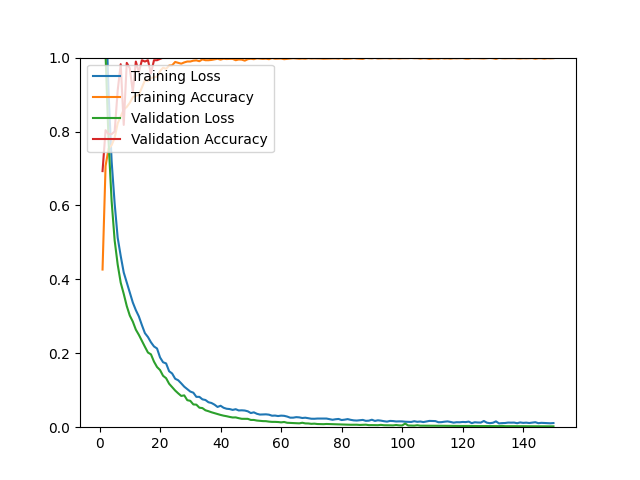 1.0
0.8
0.6
0.4
0.2
0.0
Training Loss
Training Accuracy
Validation Loss
Validation Accuracy
0 20 40 60 80 100 120 140